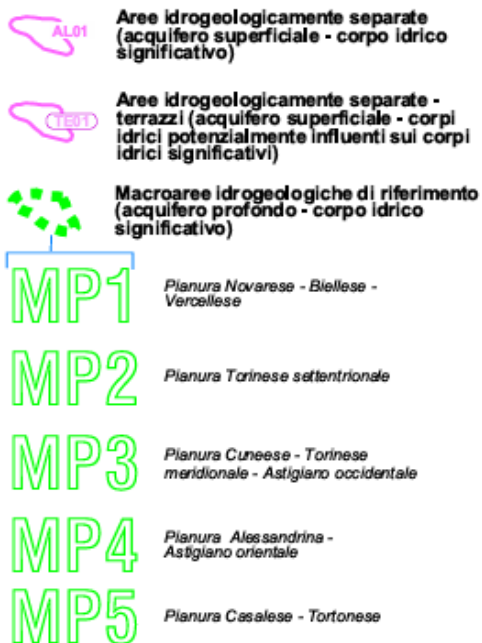 AL01
Aree idrogeologicamente separate
(acquifero superficiale - corpo idrico
significativo)
TE01
Aree idrogeologicamente separate -
terrazzi (acquifero superficiale - corpi
idrici potenzialmente influenti sui corpi
idrici significativi)
Macroaree idrogeologiche di riferimento
(acquifero profondo - corpo idrico
significativo)
MP1
Pianura Novarese - Biellese -
Vercellese
MP2
Pianura Torinese settentrionale
MP3
Pianura Cuneese - Torinese
meridionale - Astigiano occidentale
MP4
Pianura Alessandrina -
Astigiano orientale
MP5
Pianura Casalese - Tortonese